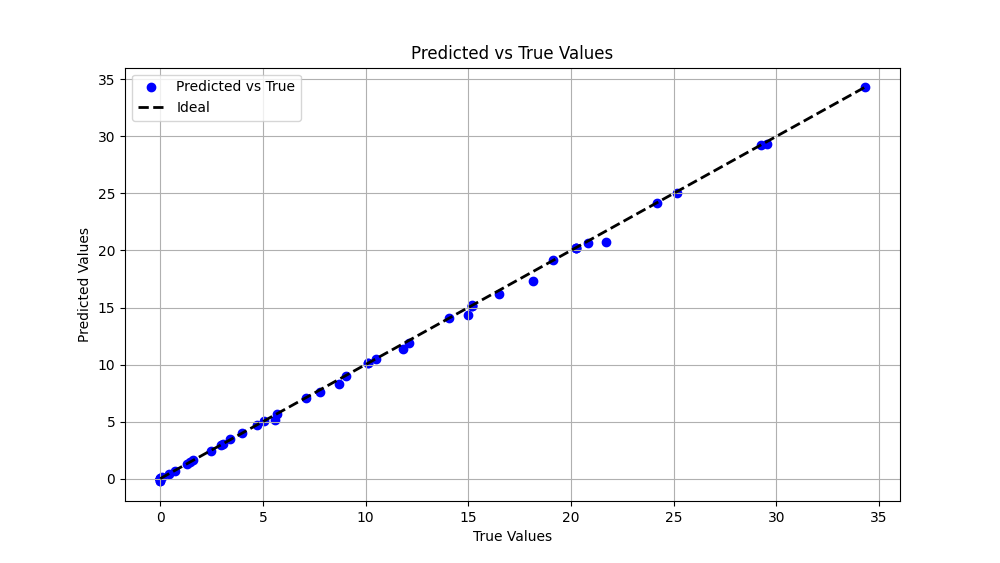 Predicted vs True Values
Predicted vs True
Ideal
Predicted Values
35
30
25
20
15
10
5
0
0 5 10 15 20 25 30 35
True Values